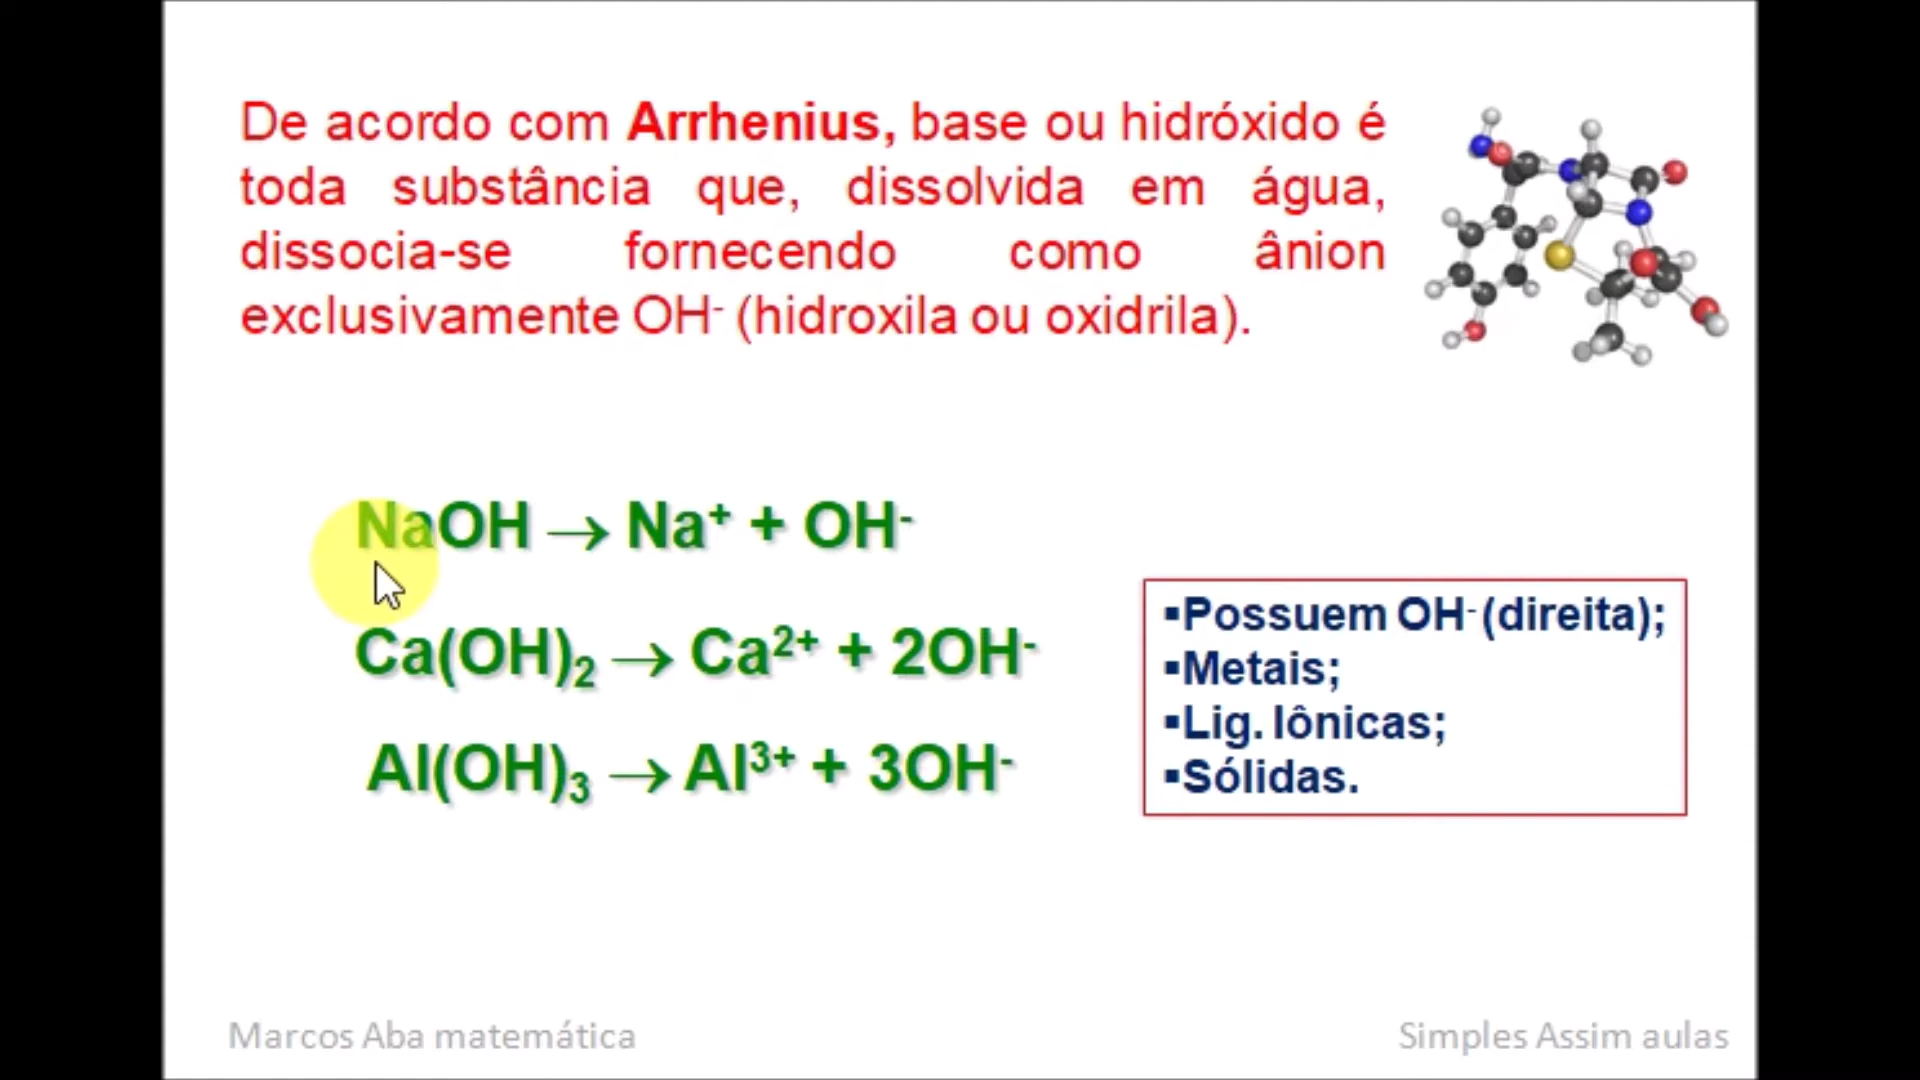 De acordo com Arrhenius, base ou hidróxido é
toda substância que, dissolvida em água,
dissocia-se fornecendo como ânion
exclusivamente OH⁻ (hidroxila ou oxidrila).
NaOH → Na⁺ + OH⁻
Ca(OH)₂ → Ca²⁺ + 2OH⁻
Al(OH)₃ → Al³⁺ + 3OH⁻
▪Possuem OH⁻ (direita);
▪Metais;
▪Lig. Iônicas;
▪Sólidas.
Marcos Aba matemática
Simples Assim aulas